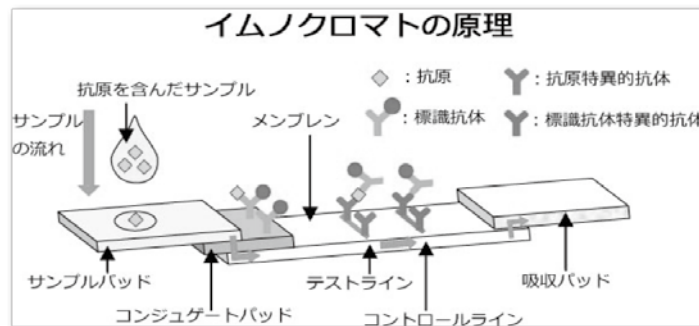 イムノクロマトの原理
抗原を含んだサンプル
サンプル
の流れ
:抗原
:抗原特異的抗体
:標識抗体
:標識抗体特異的抗体
メンブレン
サンプルパッド
コンジュゲートパッド
テストライン
コントロールライン
吸収パッド